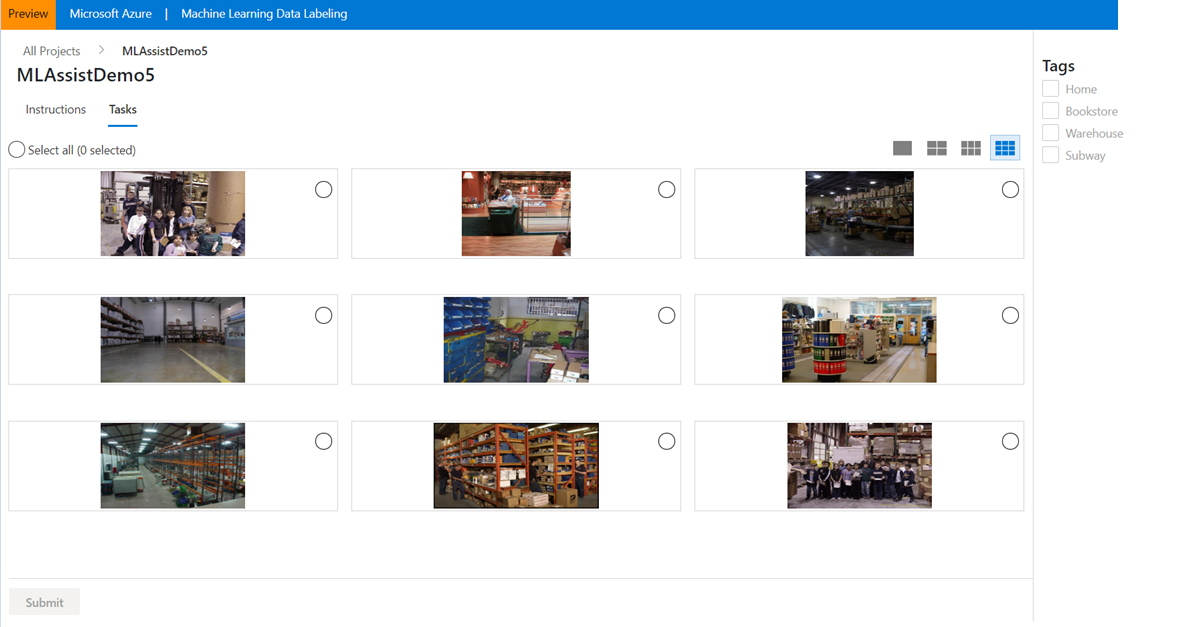 Preview
Microsoft Azure | Machine Learning Data Labeling
All Projects > MLAssistDemo5
MLAssistDemo5
Instructions Tasks
Select all (0 selected)
Tags
Home
Bookstore
Warehouse
Subway
Submit